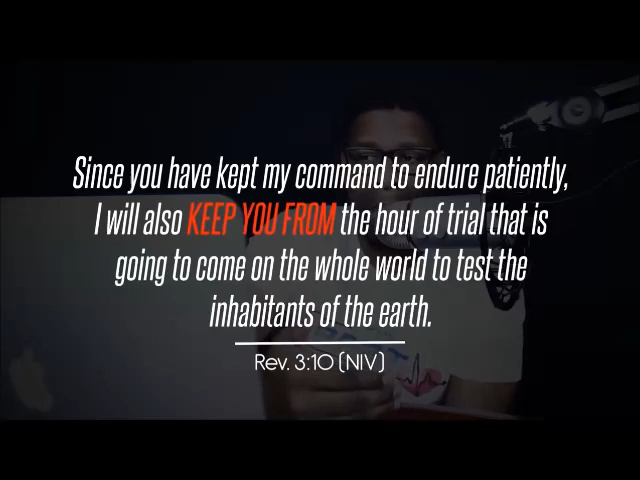 Since you have kept my command to endure patiently,
I will also KEEP YOU FROM the hour of trial that is
going to come on the whole world to test the
inhabitants of the earth.
Rev. 3:10 (NIV)